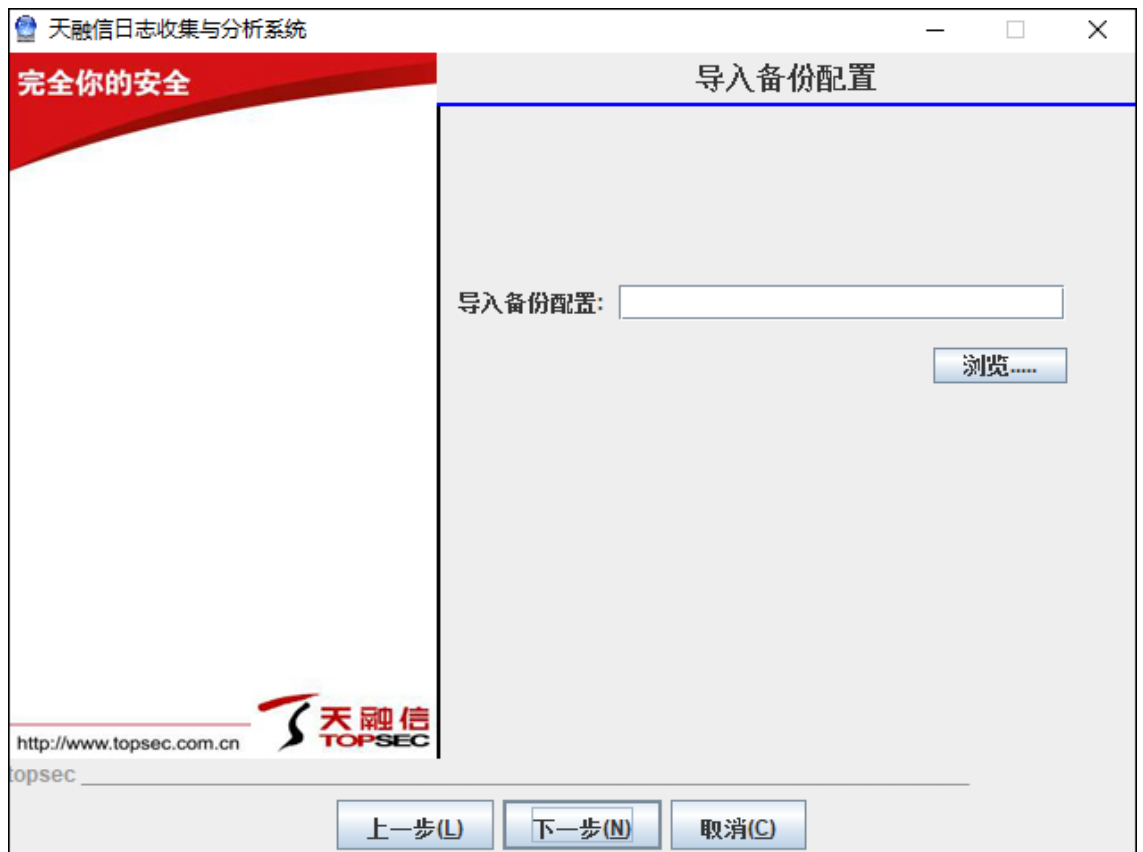 天融信日志收集与分析系统
完全你的安全
导入备份配置
导入备份配置:
浏览.....
天融信
TOPSEC
http://www.topsec.com.cn
topsec
上一步(L)
下一步(N)
取消(C)